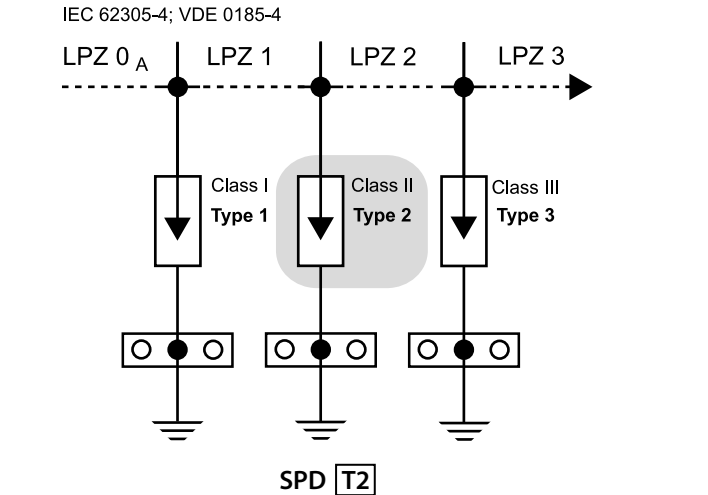 IEC 62305-4; VDE 0185-4
LPZ 0 A LPZ 1 LPZ 2 LPZ 3
Class I Class II Class III
Type 1 Type 2 Type 3
SPD T2